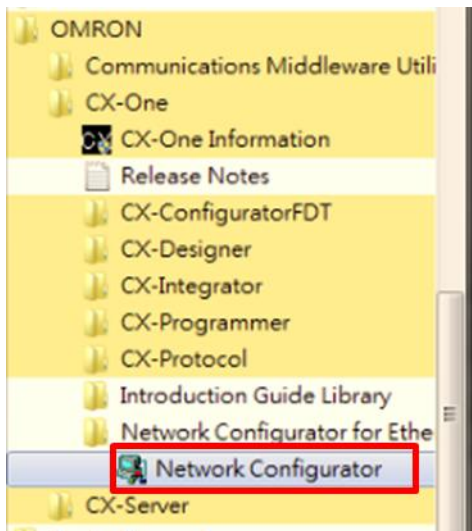 OMRON
Communications Middleware Utili
CX-One
CX CX-One Information
Release Notes
CX-ConfiguratorFDT
CX-Designer
CX-Integrator
CX-Programmer
CX-Protocol
Introduction Guide Library
Network Configurator for Ethe
Network Configurator
CX-Server